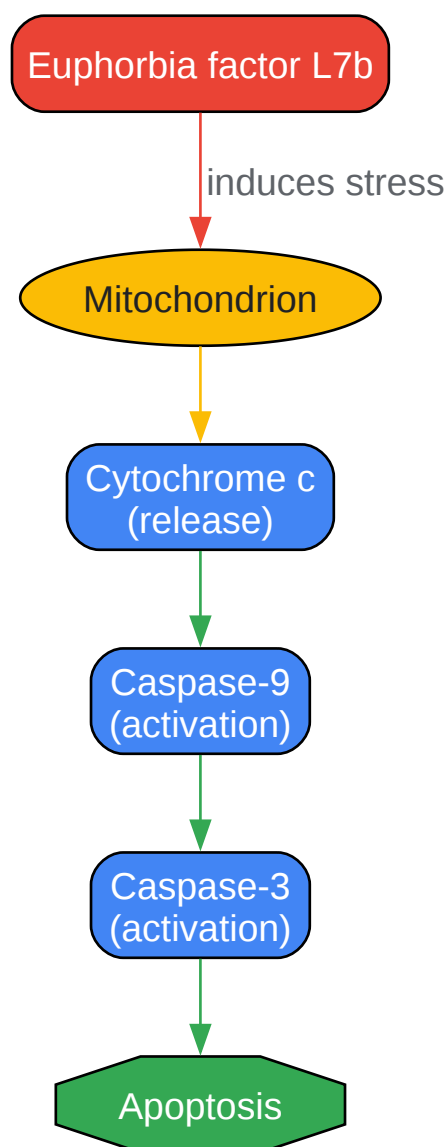 Euphorbia factor L7b
induces stress
Mitochondrion
Cytochrome c
(release)
Caspase-9
(activation)
Caspase-3
(activation)
Apoptosis